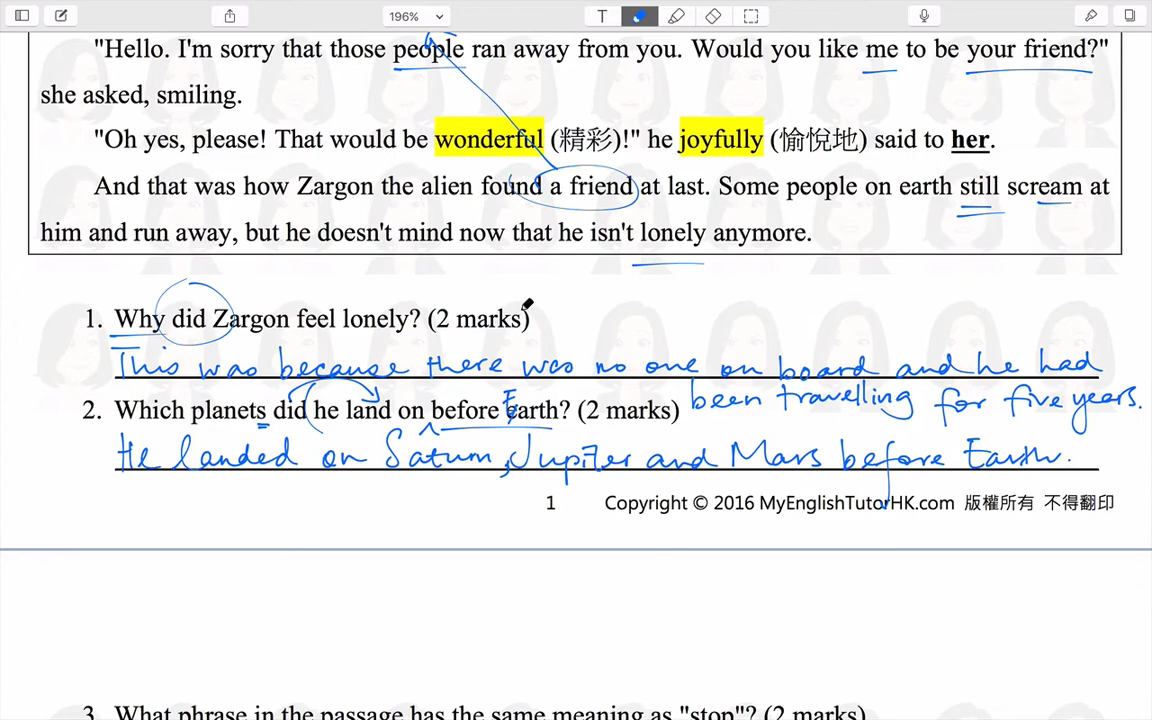 196%
T
"Hello. I'm sorry that those people ran away from you. Would you like me to be your friend?"
she asked, smiling.
"Oh yes, please! That would be wonderful (精彩)!" he joyfully (愉悅地) said to her.
And that was how Zargon the alien found a friend at last. Some people on earth still scream at
him and run away, but he doesn't mind now that he isn't lonely anymore.
1. Why did Zargon feel lonely? (2 marks)
This was because there was no one on board and he had
been travelling for five years.
2. Which planets did he land on before Earth? (2 marks)
He landed on Saturn, Jupiter and Mars before Earth.
1 Copyright © 2016 MyEnglishTutorHK.com 版權所有 不得翻印
3. What phrase in the passage has the same meaning as "stop"? (2 marks)